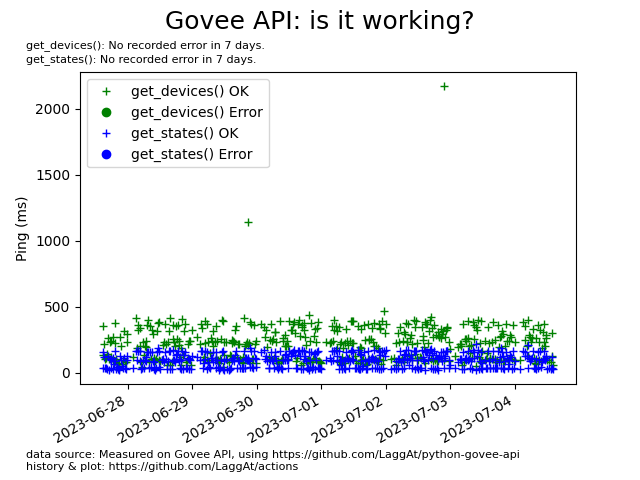 Govee API: is it working?
get_devices(): No recorded error in 7 days.
get_states(): No recorded error in 7 days.
get_devices() OK
get_devices() Error
get_states() OK
get_states() Error
Ping (ms)
2000
1500
1000
500
0
2023-06-28
2023-06-29
2023-06-30
2023-07-01
2023-07-02
2023-07-03
2023-07-04
data source: Measured on Govee API, using https://github.com/LaggAt/python-govee-api
history & plot: https://github.com/LaggAt/actions